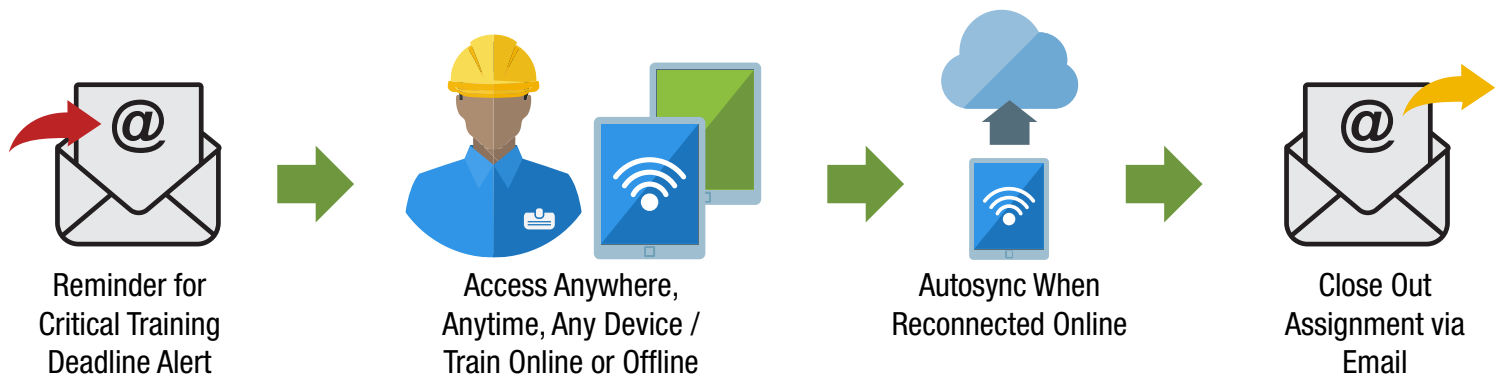 @
Reminder for
Critical Training
Deadline Alert
Access Anywhere,
Anytime, Any Device /
Train Online or Offline
Autosync When
Reconnected Online
@
Close Out
Assignment via
Email